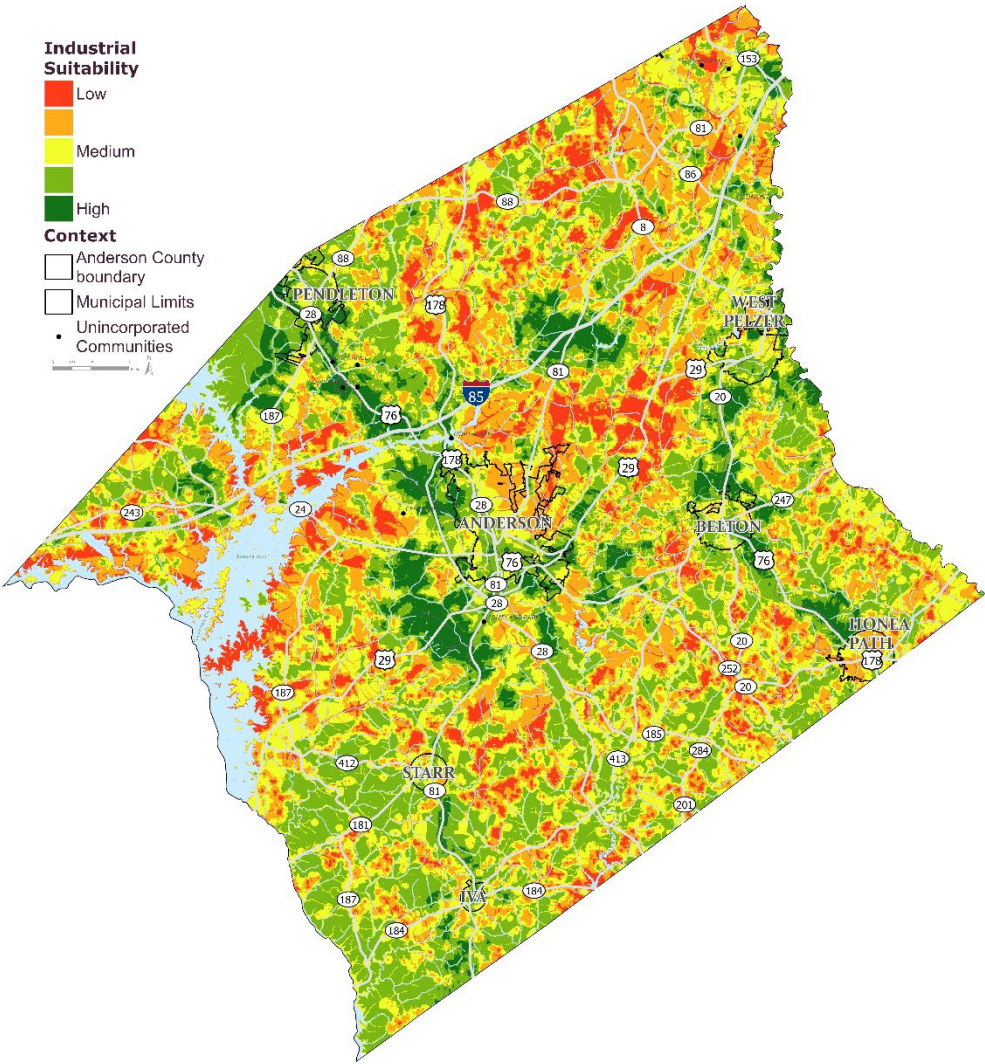 Industrial
Suitability
Low
Medium
High
Context
Anderson County
boundary
Municipal Limits
Unincorporated
Communities
N
153
81
86
88
8
88
PENDLETON
28
178
WEST
PELZER
81
29
85
20
187
76
178
29
243
24
28
ANDERSON
247
BELTON
76
76
81
28
HONEA
PATH
28
20
29
252
178
187
20
185
284
412
413
STARR
81
201
181
187
IVA
184
184